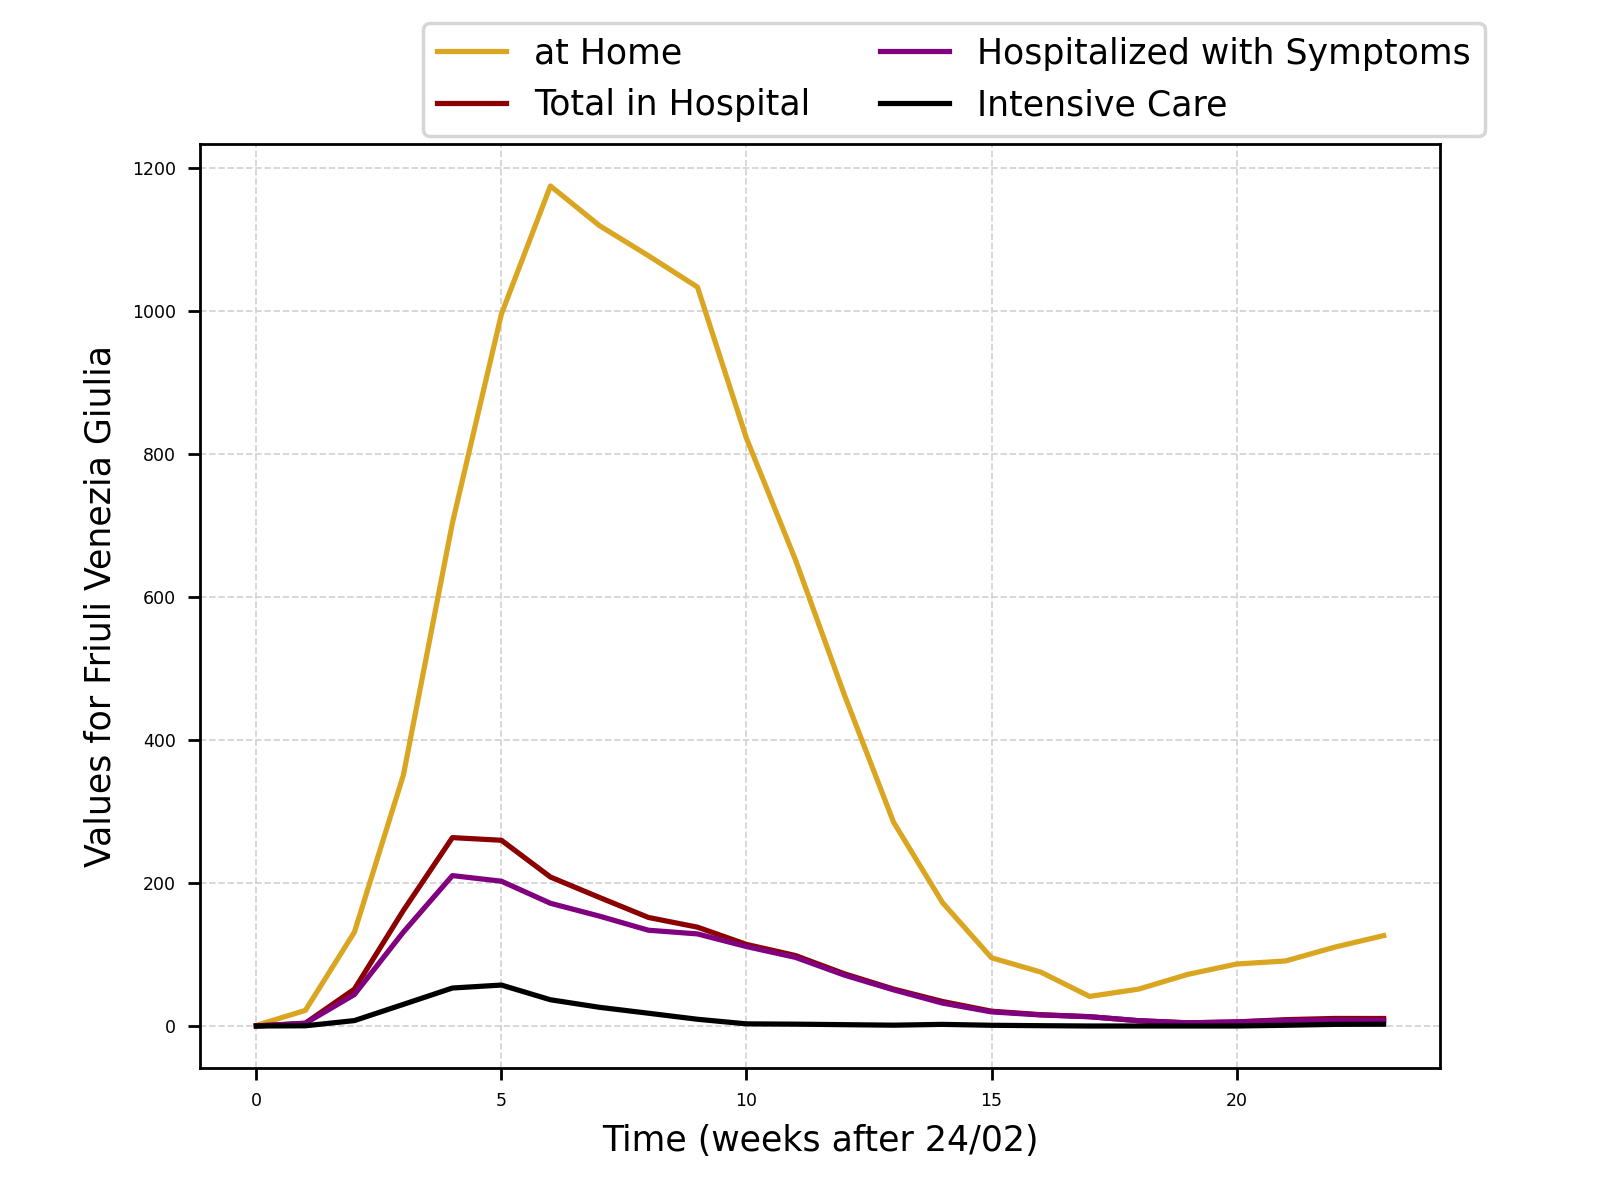 at Home
Total in Hospital
Hospitalized with Symptoms
Intensive Care
Values for Friuli Venezia Giulia
1200
1000
800
600
400
200
0
0 5 10 15 20
Time (weeks after 24/02)